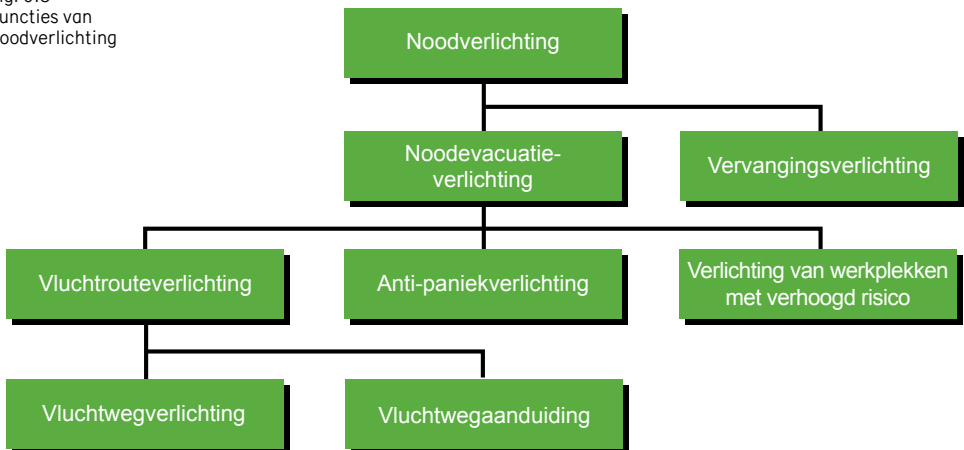 uncties van
oodverlichting
Noodverlichting
Noodevacuatie-
verlichting
Vervangingsverlichting
Vluchtrouteverlichting
Anti-paniekverlichting
Verlichting van werkplekken
met verhoogd risico
Vluchtwegverlichting
Vluchtwegaanduiding